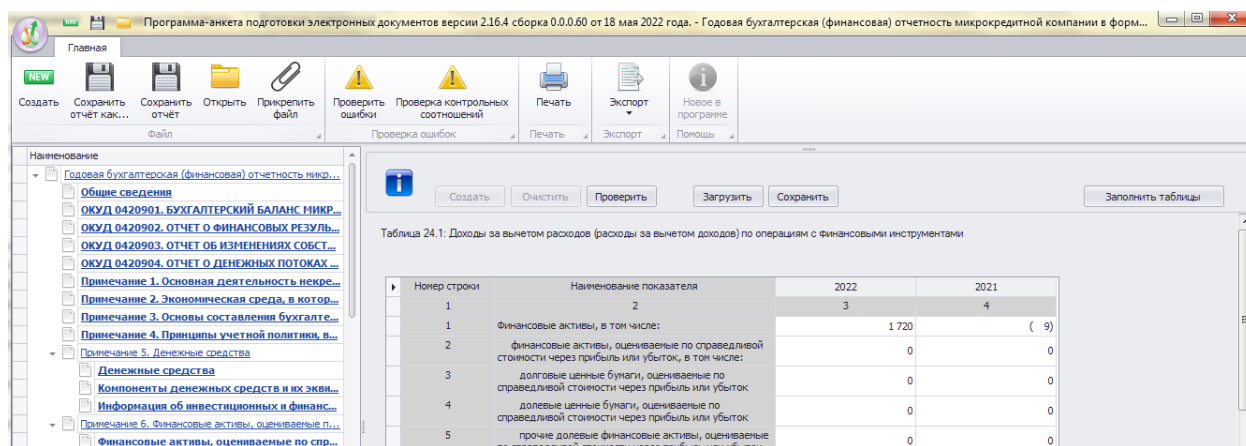 Программа-анкета подготовки электронных документов версии 2.16.4 сборка 0.0.0.60 от 18 мая 2022 года. - Годовая бухгалтерская (финансовая) отчетность микрокредитной компании в форм...
Главная
NEW
Создать Сохранить отчёт как... Сохранить отчёт Открыть Прикрепить файл Проверить ошибки Проверка контрольных соотношений Печать Экспорт Новое в программе
Файл Проверка ошибок Печать Экспорт Помощь
Наименование
Годовая бухгалтерская (финансовая) отчетность микр...
Общие сведения
ОКУД 0420901. БУХГАЛТЕРСКИЙ БАЛАНС МИКР...
ОКУД 0420902. ОТЧЕТ О ФИНАНСОВЫХ РЕЗУЛЬ...
ОКУД 0420903. ОТЧЕТ ОБ ИЗМЕНЕНИЯХ СОБСТ...
ОКУД 0420904. ОТЧЕТ О ДЕНЕЖНЫХ ПОТОКАХ ...
Примечание 1. Основная деятельность некре...
Примечание 2. Экономическая среда, в котор...
Примечание 3. Основы составления бухгалте...
Примечание 4. Принципы учетной политики, в...
Примечание 5. Денежные средства
Денежные средства
Компоненты денежных средств и их экви...
Информация об инвестиционных и финанс...
Примечание 6. Финансовые активы, оцениваемые п...
Финансовые активы, оцениваемые по спр...
Создать Очистить Проверить Загрузить Сохранить Заполнить таблицы
Таблица 24.1: Доходы за вычетом расходов (расходы за вычетом доходов) по операциям с финансовыми инструментами
Номер строки Наименование показателя 2022 2021
1 2 3 4
1 Финансовые активы, в том числе: 1 720 ( 9)
2 финансовые активы, оцениваемые по справедливой
стоимости через прибыль или убыток, в том числе: 0 0
3 долговые ценные бумаги, оцениваемые по
справедливой стоимости через прибыль или убыток 0 0
4 долевые ценные бумаги, оцениваемые по
справедливой стоимости через прибыль или убыток 0 0
5 прочие долевые финансовые активы, оцениваемые 0 0